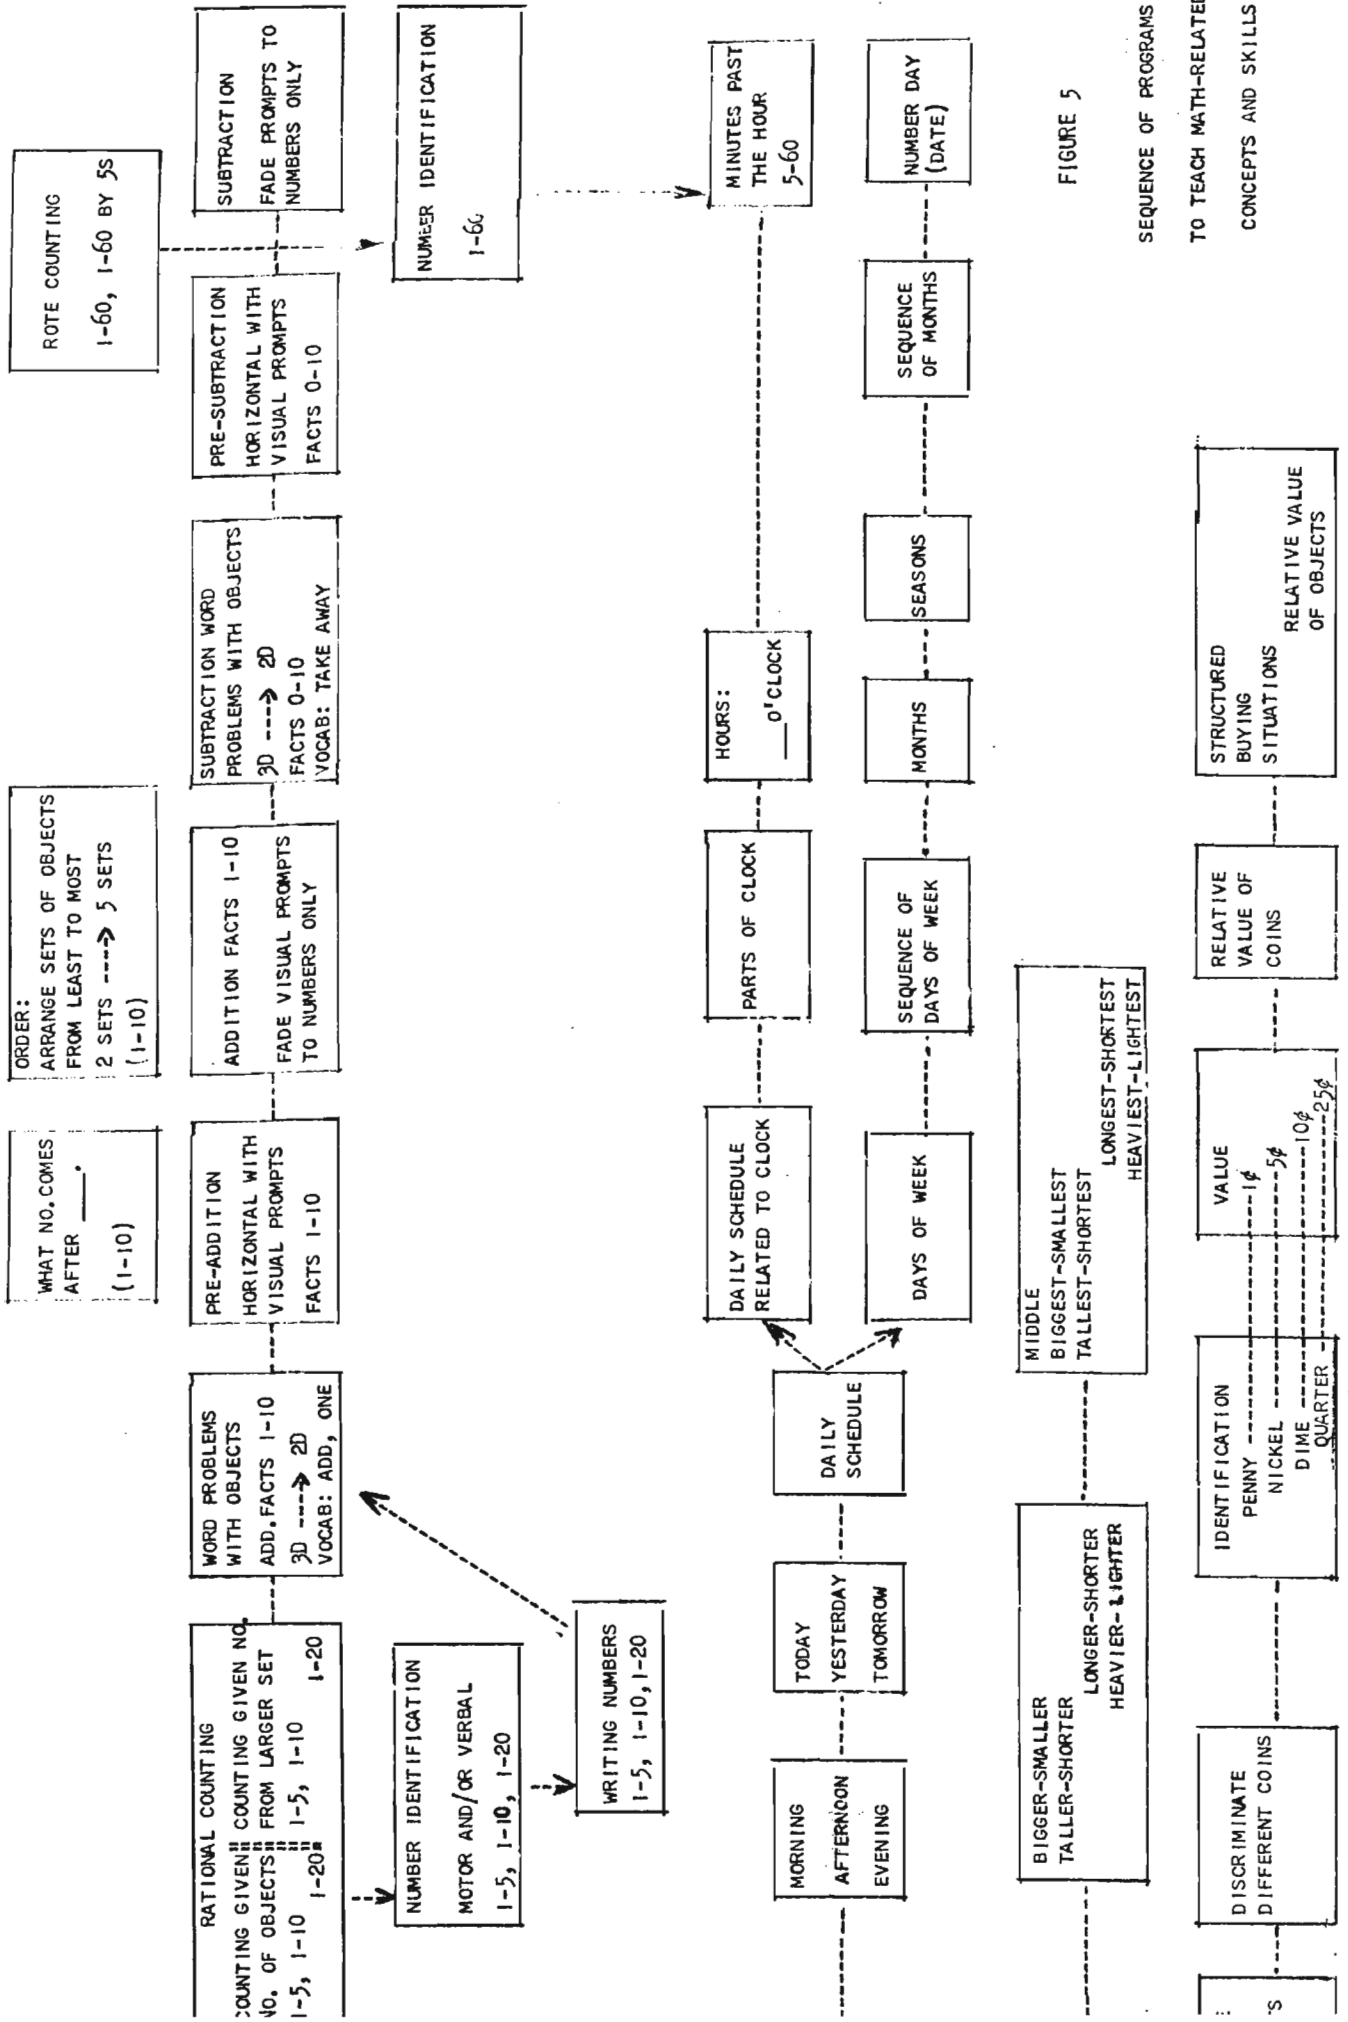 ROTE COUNTING
1-60, 1-60 BY 5S
ORDER:
ARRANGE SETS OF OBJECTS
FROM LEAST TO MOST
2 SETS ----> 5 SETS
(1-10)
WHAT NO.COMES
AFTER ____.
(1-10)
RATIONAL COUNTING
COUNTING GIVEN
NO. OF OBJECTS
1-5, 1-10
1-20
COUNTING GIVEN NO.
FROM LARGER SET
1-5, 1-10
1-20
WORD PROBLEMS
WITH OBJECTS
ADD.FACTS 1-10
3D ----> 2D
VOCAB: ADD, ONE
PRE-ADDITION
HORIZONTAL WITH
VISUAL PROMPTS
FACTS 1-10
ADDITION FACTS 1-10
FADE VISUAL PROMPTS
TO NUMBERS ONLY
SUBTRACTION WORD
PROBLEMS WITH OBJECTS
3D ----> 2D
FACTS 0-10
VOCAB: TAKE AWAY
PRE-SUBTRACTION
HORIZONTAL WITH
VISUAL PROMPTS
FACTS 0-10
SUBTRACTION
FADE PROMPTS TO
NUMBERS ONLY
NUMBER IDENTIFICATION
MOTOR AND/OR VERBAL
1-5, 1-10, 1-20
NUMBER IDENTIFICATION
1-60
WRITING NUMBERS
1-5, 1-10, 1-20
MORNING
AFTERNOON
EVENING
TODAY
YESTERDAY
TOMORROW
DAILY
SCHEDULE
DAILY SCHEDULE
RELATED TO CLOCK
PARTS OF CLOCK
HOURS:
__ O'CLOCK
MINUTES PAST
THE HOUR
5-60
DAYS OF WEEK
SEQUENCE OF
DAYS OF WEEK
MONTHS
SEASONS
SEQUENCE
OF MONTHS
NUMBER DAY
(DATE)
BIGGER-SMALLER
TALLER-SHORTER
LONGER-SHORTER
HEAVIER-LIGHTER
MIDDLE
BIGGEST-SMALLEST
TALLEST-SHORTEST
LONGEST-SHORTEST
HEAVIEST-LIGHTEST
FIGURE 5
SEQUENCE OF PROGRAMS
TO TEACH MATH-RELATED
CONCEPTS AND SKILLS
DISCRIMINATE
DIFFERENT COINS
IDENTIFICATION
VALUE
PENNY ---------- 1¢
NICKEL ---------- 5¢
DIME ---------- 10¢
QUARTER ---------- 25¢
RELATIVE
VALUE OF
COINS
STRUCTURED
BUYING
SITUATIONS
RELATIVE VALUE
OF OBJECTS